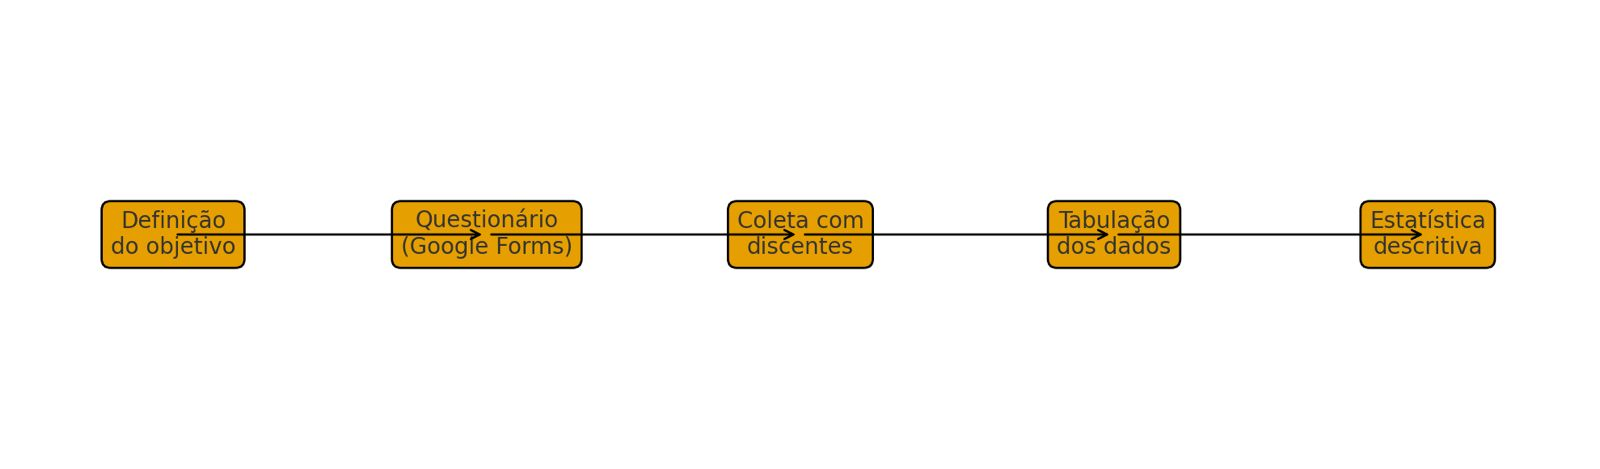 Definição
do objetivo
Questionário
(Google Forms)
Coleta com
discentes
Tabulação
dos dados
Estatística
descritiva